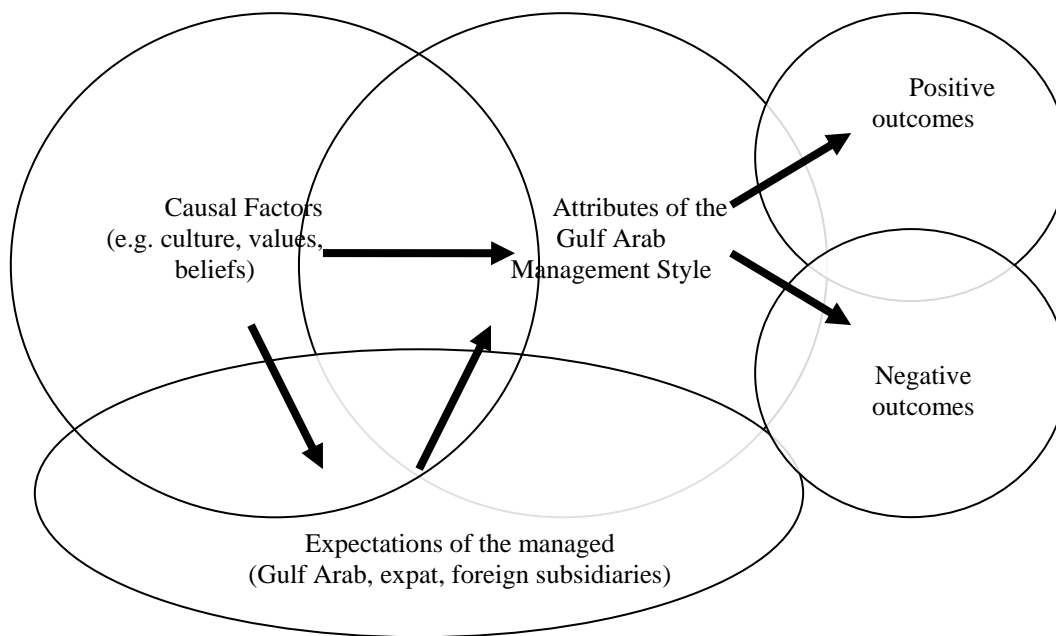 Causal Factors
(e.g. culture, values,
beliefs)
Attributes of the
Gulf Arab
Management Style
Positive
outcomes
Negative
outcomes
Expectations of the managed
(Gulf Arab, expat, foreign subsidiaries)